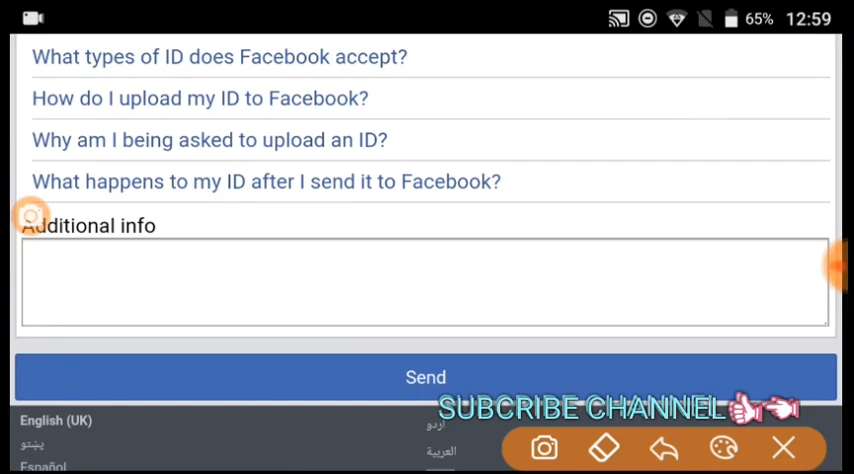 65% 12:59
What types of ID does Facebook accept?
How do I upload my ID to Facebook?
Why am I being asked to upload an ID?
What happens to my ID after I send it to Facebook?
Additional info
Send
SUBCRIBE CHANNEL
English (UK)
اردو
پښتو
العربية
Español